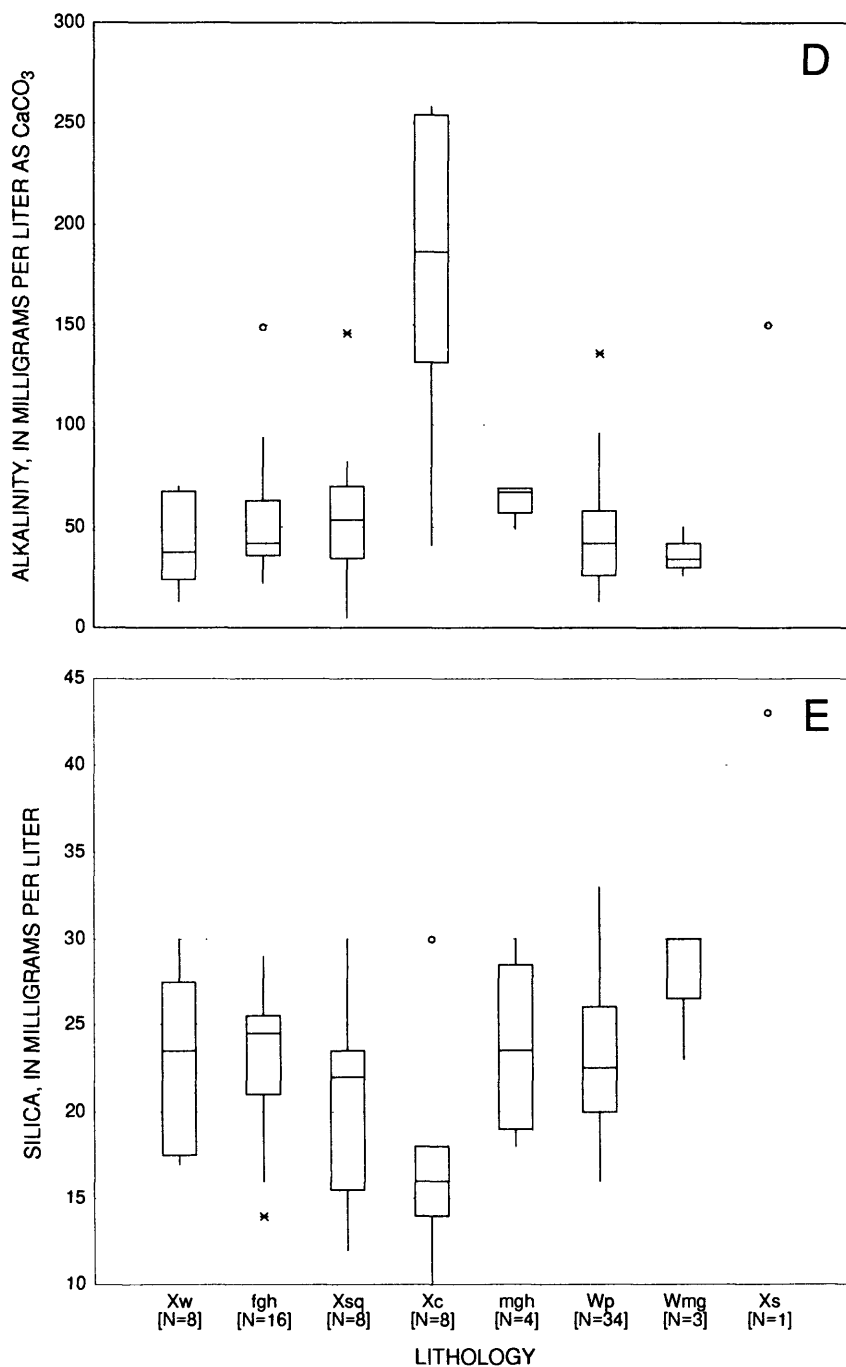 D
ALKALINITY, IN MILLIGRAMS PER LITER AS CaCO₃
300
250
200
150
100
50
0
E
SILICA, IN MILLIGRAMS PER LITER
45
40
35
30
25
20
15
10
Xw fgh Xsq Xc mgh Wp Wmg Xs
[N=8] [N=16] [N=8] [N=8] [N=4] [N=34] [N=3] [N=1]
LITHOLOGY